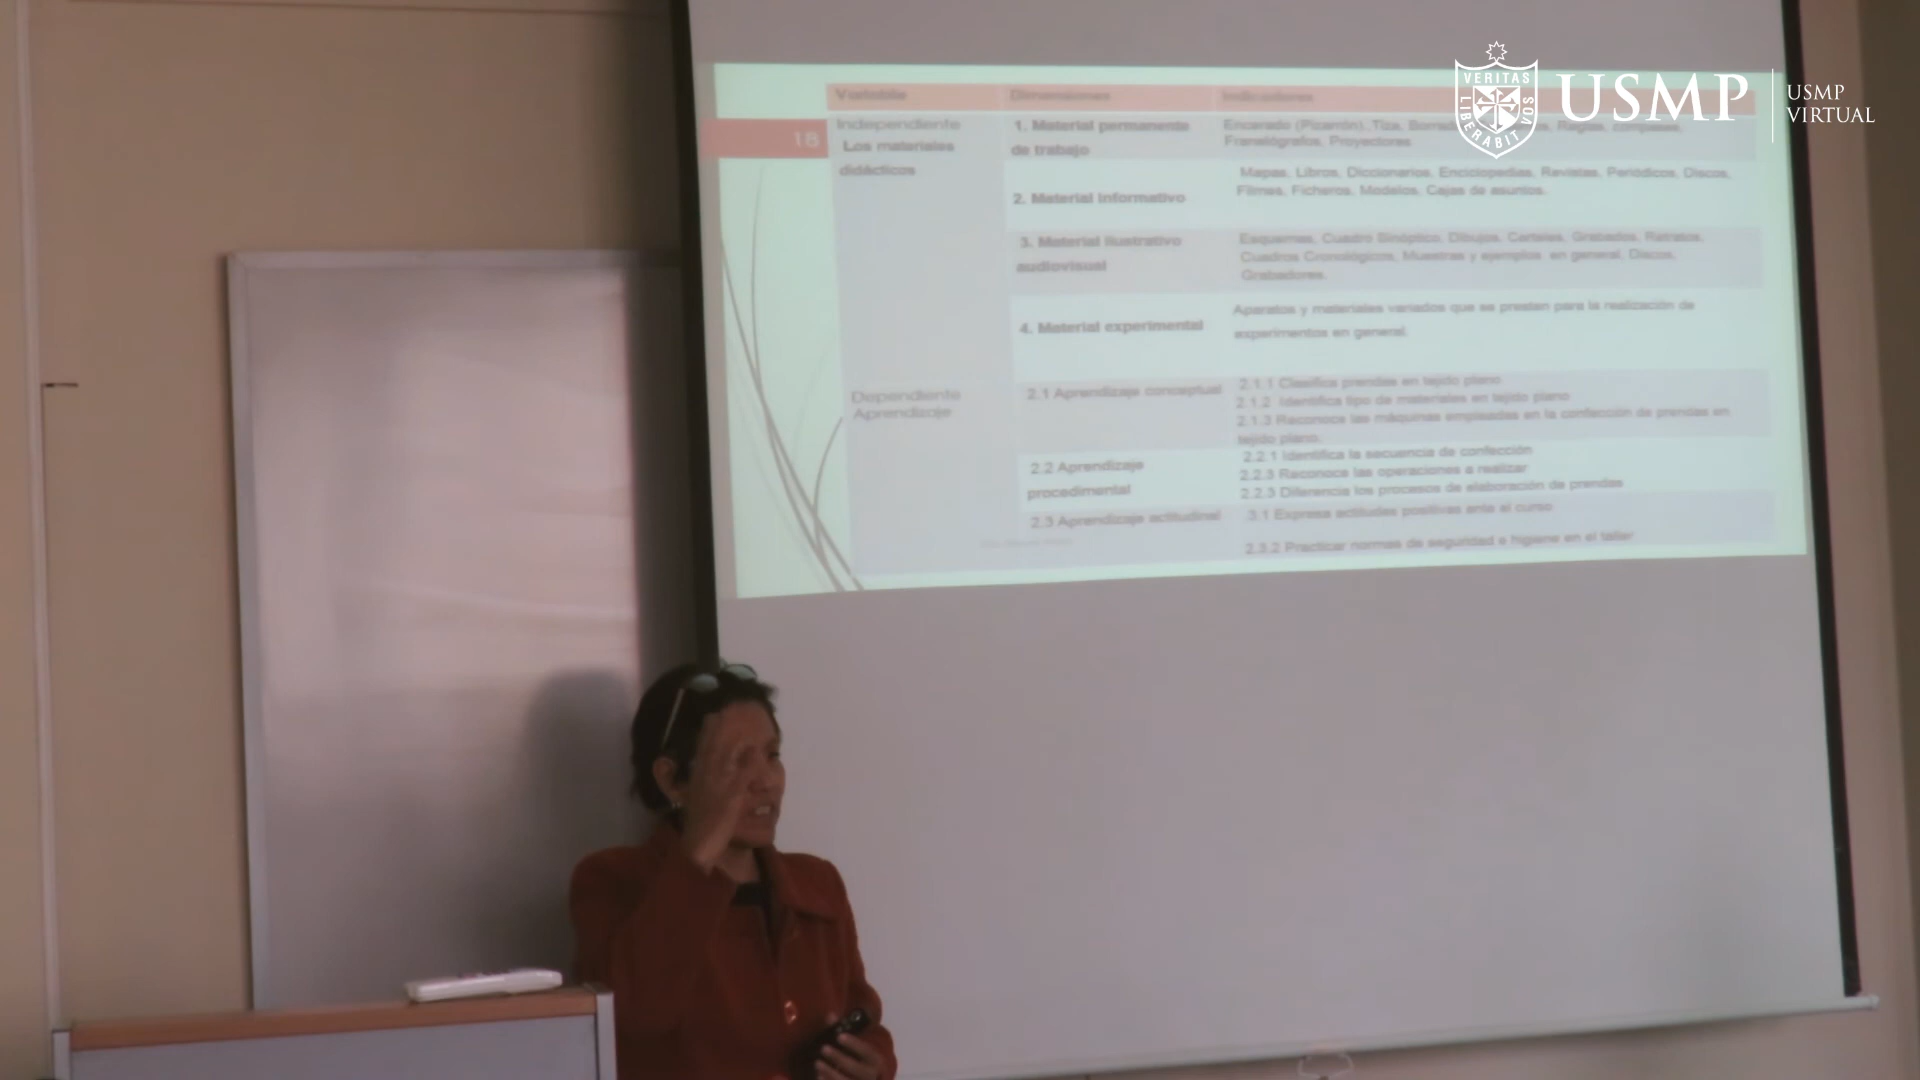 VERITAS
LIBERABIT VOS
USMP
USMP
VIRTUAL
18
Variable
Dimensiones
Indicadores
Independiente
Los materiales
didácticos
1. Material permanente
de trabajo
Encerado (Pizarrón), Tiza, Reglas, compases,
Franelógrafos, Proyectores
2. Material Informativo
Mapas, Libros, Diccionarios, Enciclopedias, Revistas, Periódicos, Discos,
Filmes, Ficheros, Modelos, Cajas de asuntos.
3. Material ilustrativo
audiovisual
Esquemas, Cuadro Sinóptico, Dibujos, Carteles, Grabados, Retratos,
Cuadros Cronológicos, Muestras y ejemplos en general, Discos,
Grabadores.
4. Material experimental
Aparatos y materiales variados que se prestan para la realización de
experimentos en general.
Dependiente
Aprendizaje
2.1 Aprendizaje conceptual
2.1.1 Clasifica prendas en tejido plano
2.1.2 Identifica tipo de materiales en tejido plano
2.1.3 Reconoce las máquinas empleadas en la confección de prendas en
tejido plano.
2.2 Aprendizaje
procedimental
2.2.1 Identifica la secuencia de confección
2.2.3 Reconoce las operaciones a realizar
2.2.3 Diferencia los procesos de elaboración de prendas
2.3 Aprendizaje actitudinal
3.1 Expresa actitudes positivas ante el curso
2.3.2 Practicar normas de seguridad e higiene en el taller